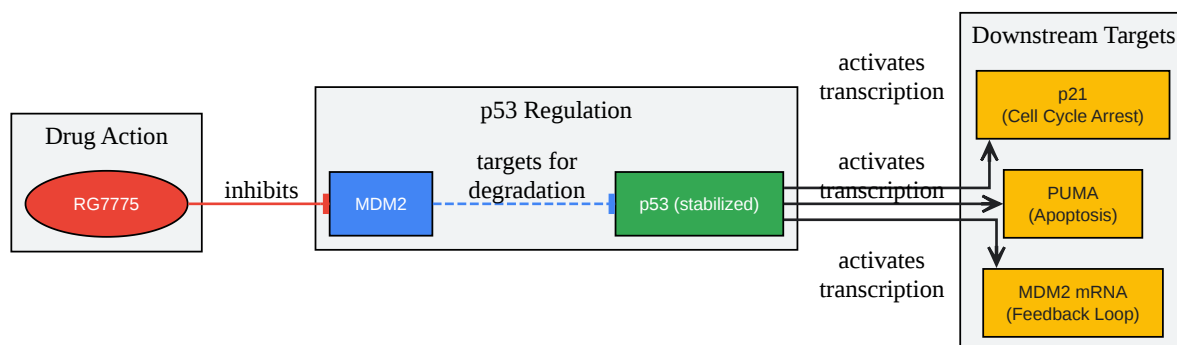 Drug Action
RG7775
inhibits
p53 Regulation
MDM2
targets for
degradation
p53 (stabilized)
activates
transcription
activates
transcription
activates
transcription
Downstream Targets
p21
(Cell Cycle Arrest)
PUMA
(Apoptosis)
MDM2 mRNA
(Feedback Loop)